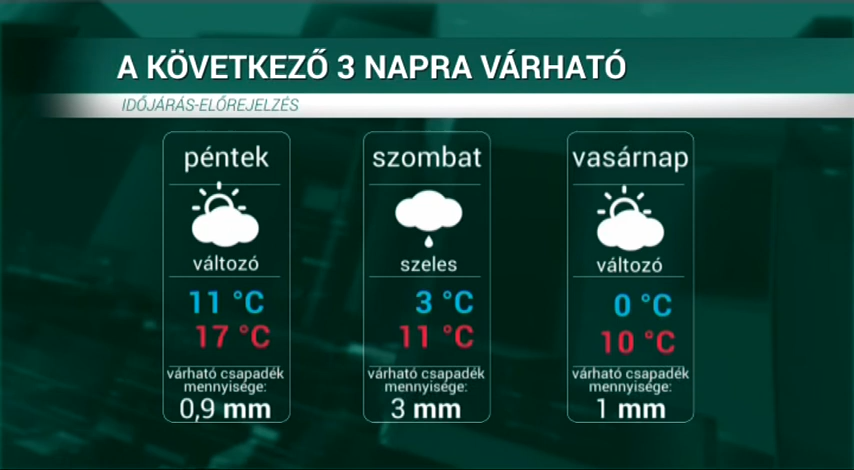 A KÖVETKEZŐ 3 NAPRA VÁRHATÓ
IDŐJÁRÁS-ELŐREJELZÉS
péntek
változó
11 °C
17 °C
várható csapadék
mennyisége:
0,9 mm
szombat
szeles
3 °C
11 °C
várható csapadék
mennyisége:
3 mm
vasárnap
változó
0 °C
10 °C
várható csapadék
mennyisége:
1 mm